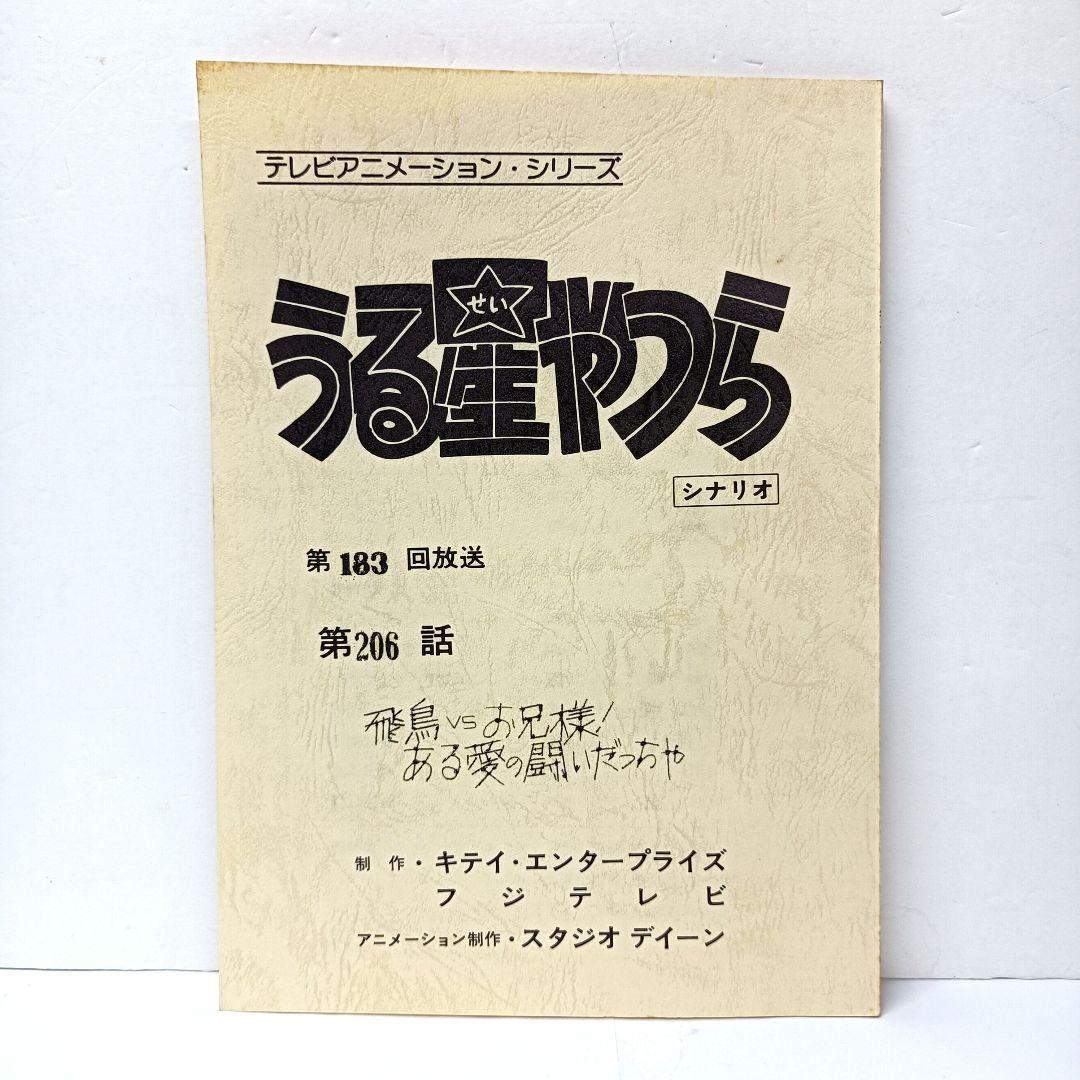 テレビアニメーション・シリーズ
うる星やつら
せい
シナリオ
第183回放送
第206話
飛鳥vsお兄様!
ある愛の闘いだっちゃ
制作・キテイ・エンタープライズ
フジテレビ
アニメーション制作・スタジオ デイーン